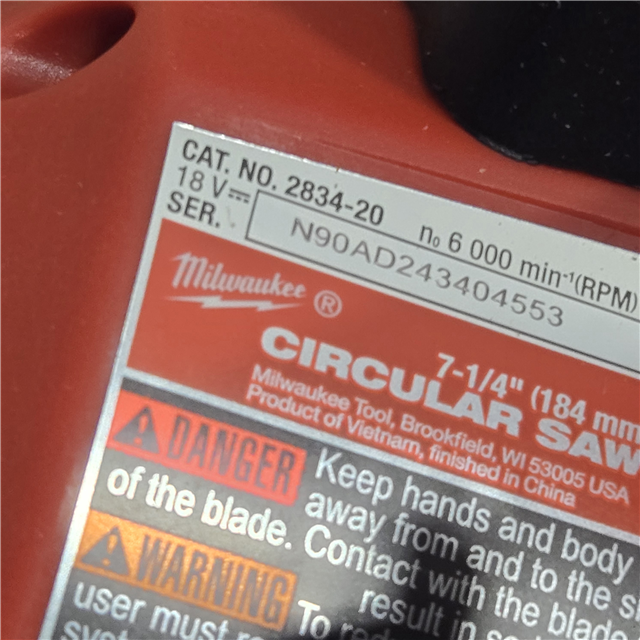 CAT. NO. 2834-20
18 V⎓ n₀ 6 000 min⁻¹(RPM)
SER. N90AD243404553
Milwaukee ®
7-1/4" (184 mm
CIRCULAR SAW
Milwaukee Tool, Brookfield, WI 53005 USA
Product of Vietnam, finished in China
DANGER Keep hands and body
away from and to the s
of the blade. Contact with the blade
result in se
WARNING To red
user must re
syste